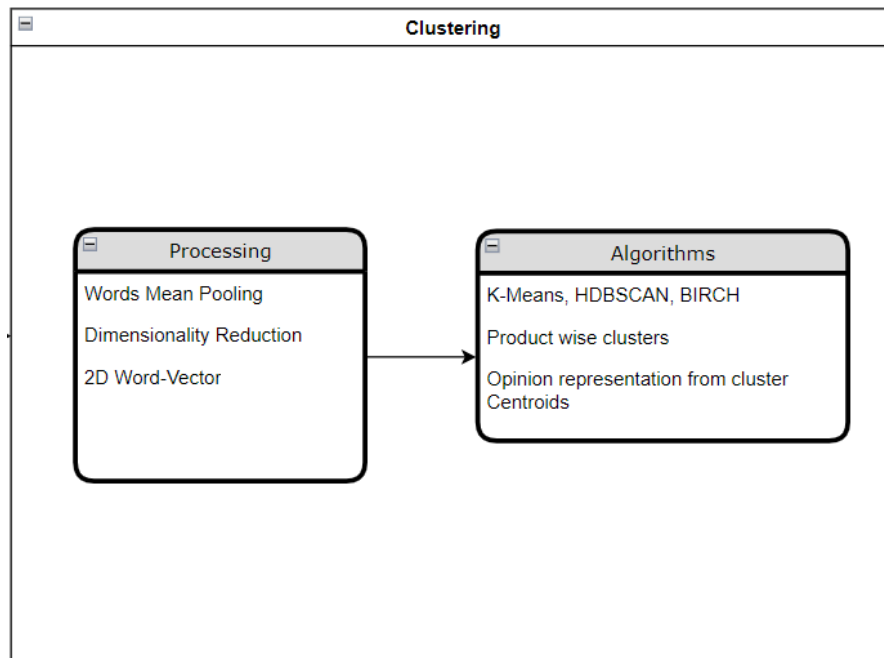 Clustering
Processing
Words Mean Pooling
Dimensionality Reduction
2D Word-Vector
Algorithms
K-Means, HDBSCAN, BIRCH
Product wise clusters
Opinion representation from cluster
Centroids